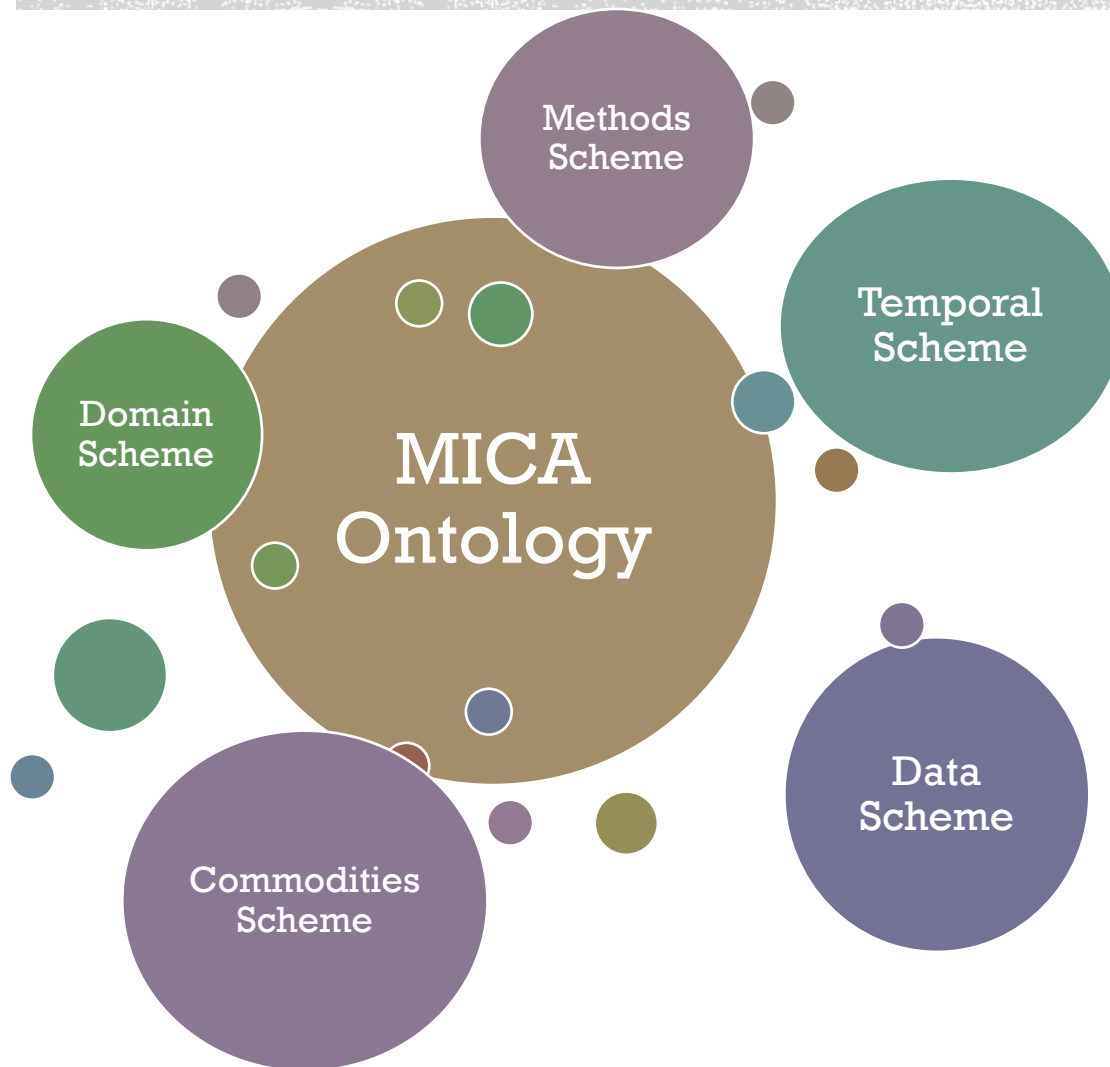 Methods
Scheme
Temporal
Scheme
Domain
Scheme
MICA
Ontology
Data
Scheme
Commodities
Scheme